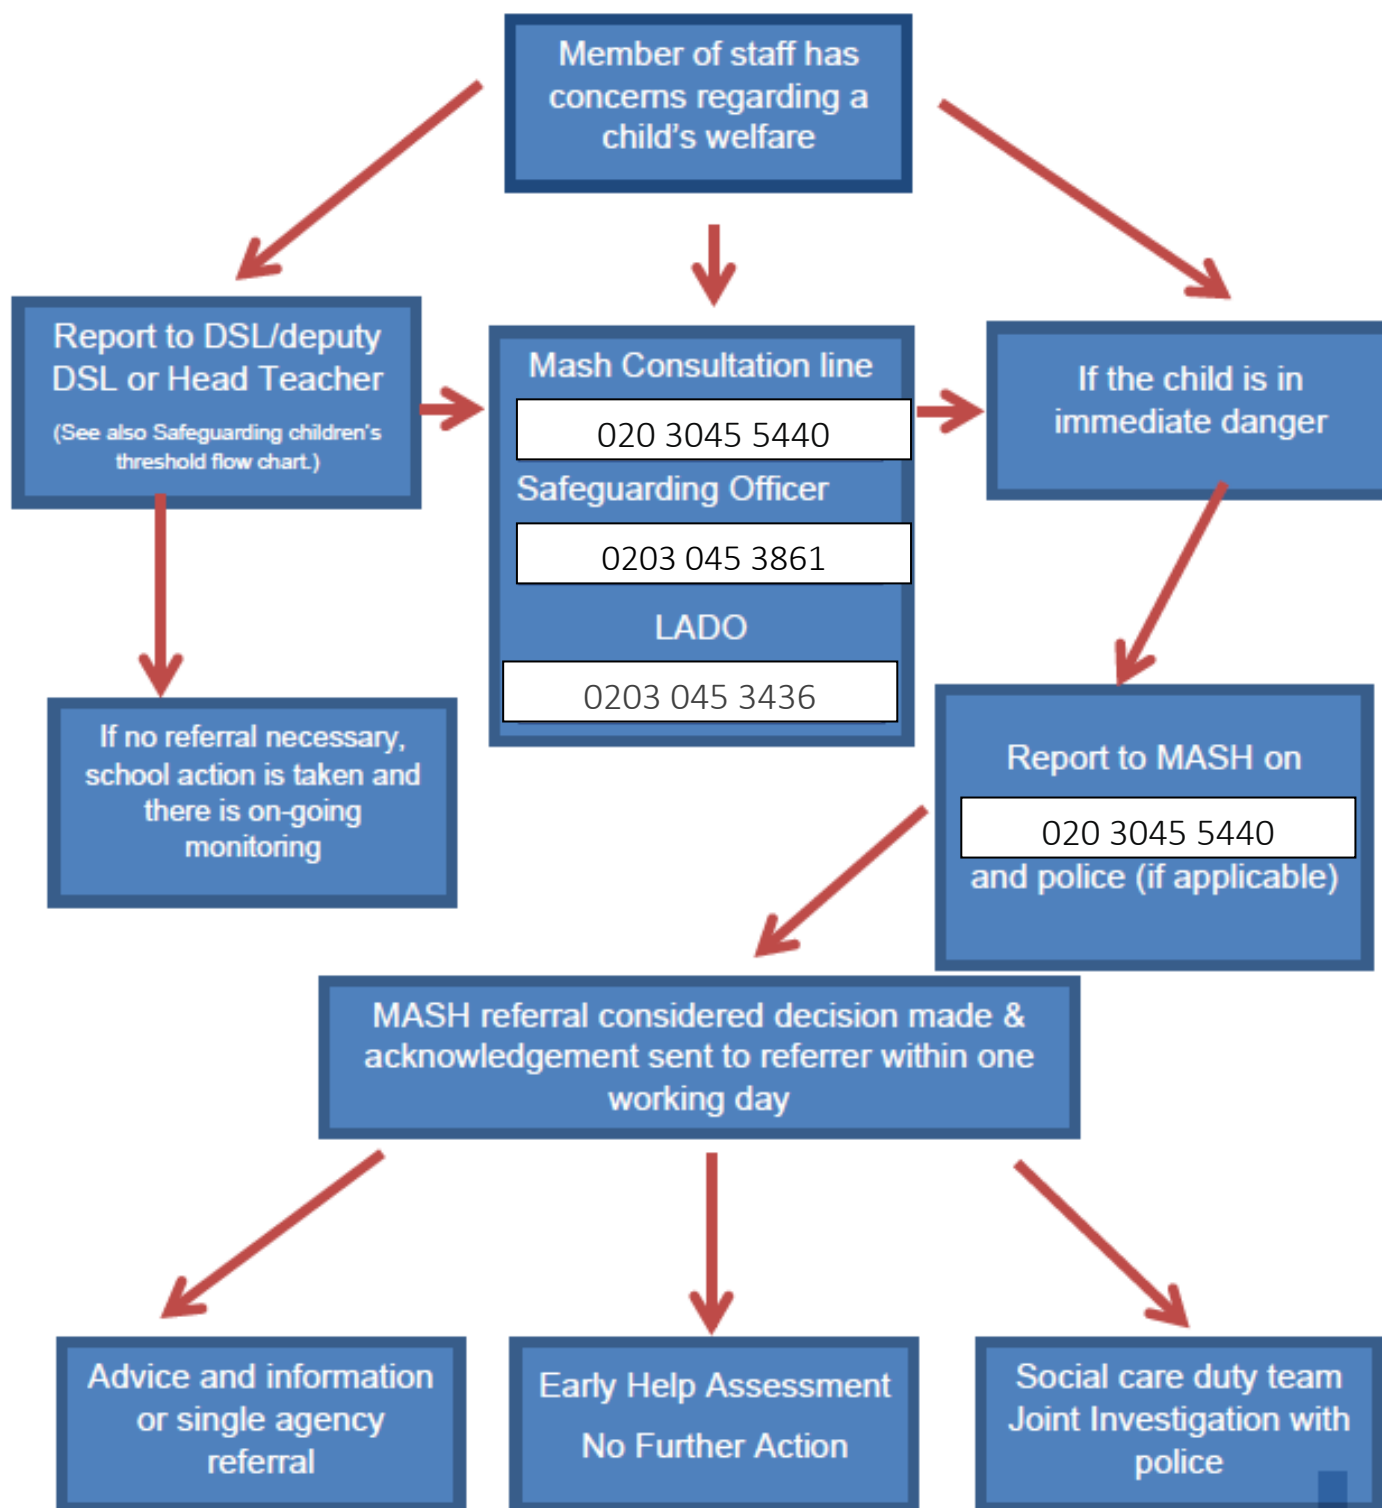 Member of staff has
concerns regarding a
child's welfare
Report to DSL/deputy
DSL or Head Teacher
(See also Safeguarding children's
threshold flow chart.)
Mash Consultation line
020 3045 5440
Safeguarding Officer
0203 045 3861
LADO
0203 045 3436
If the child is in
immediate danger
If no referral necessary,
school action is taken and
there is on-going
monitoring
Report to MASH on
020 3045 5440
and police (if applicable)
MASH referral considered decision made &
acknowledgement sent to referrer within one
working day
Advice and information
or single agency
referral
Early Help Assessment
No Further Action
Social care duty team
Joint Investigation with
police